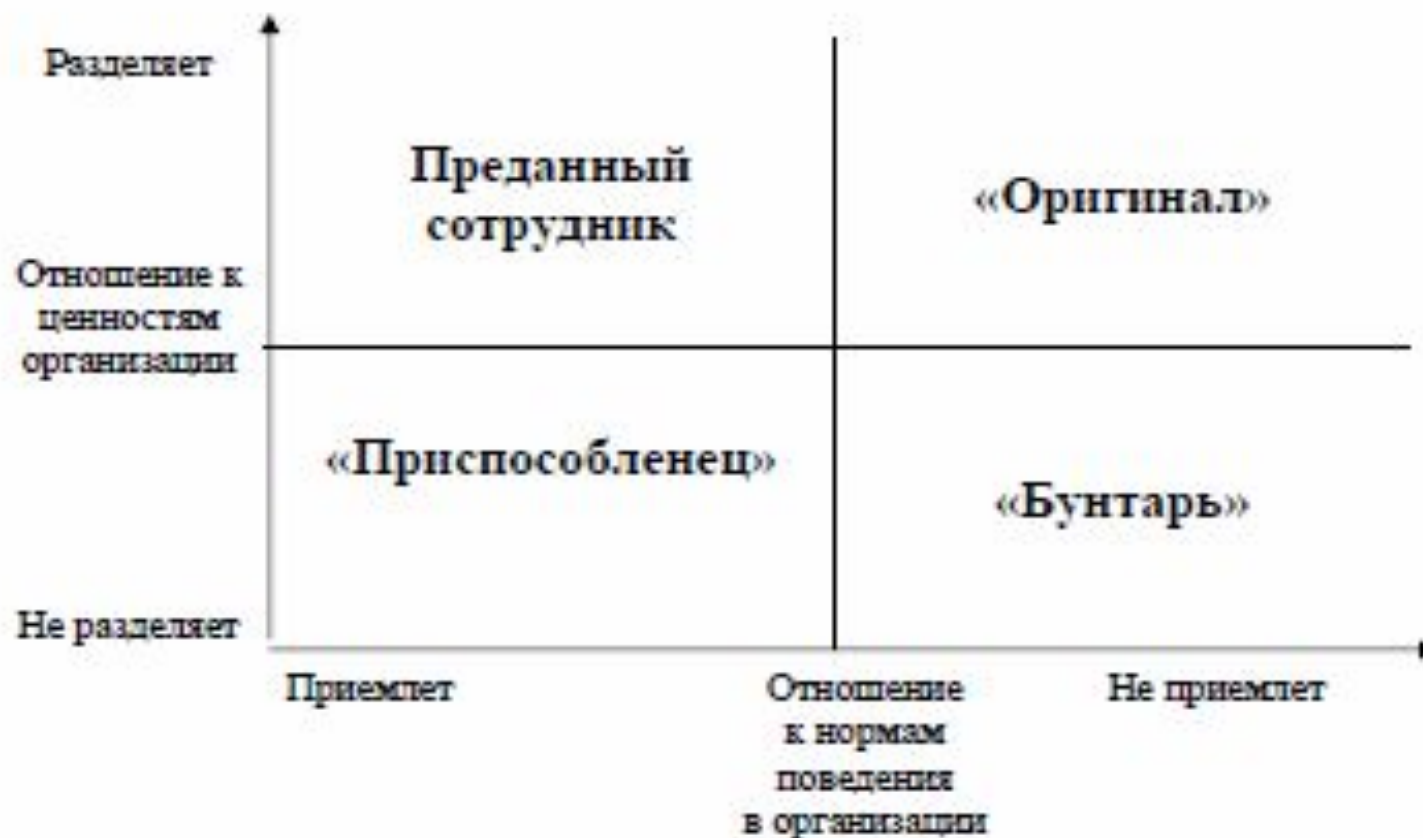 Разделяет
Преданный
сотрудник
«Оригинал»
Отношение к
ценностям
организации
«Приспособленец»
«Бунтарь»
Не разделяет
Приемлет
Отношение
к нормам
поведения
в организации
Не приемлет